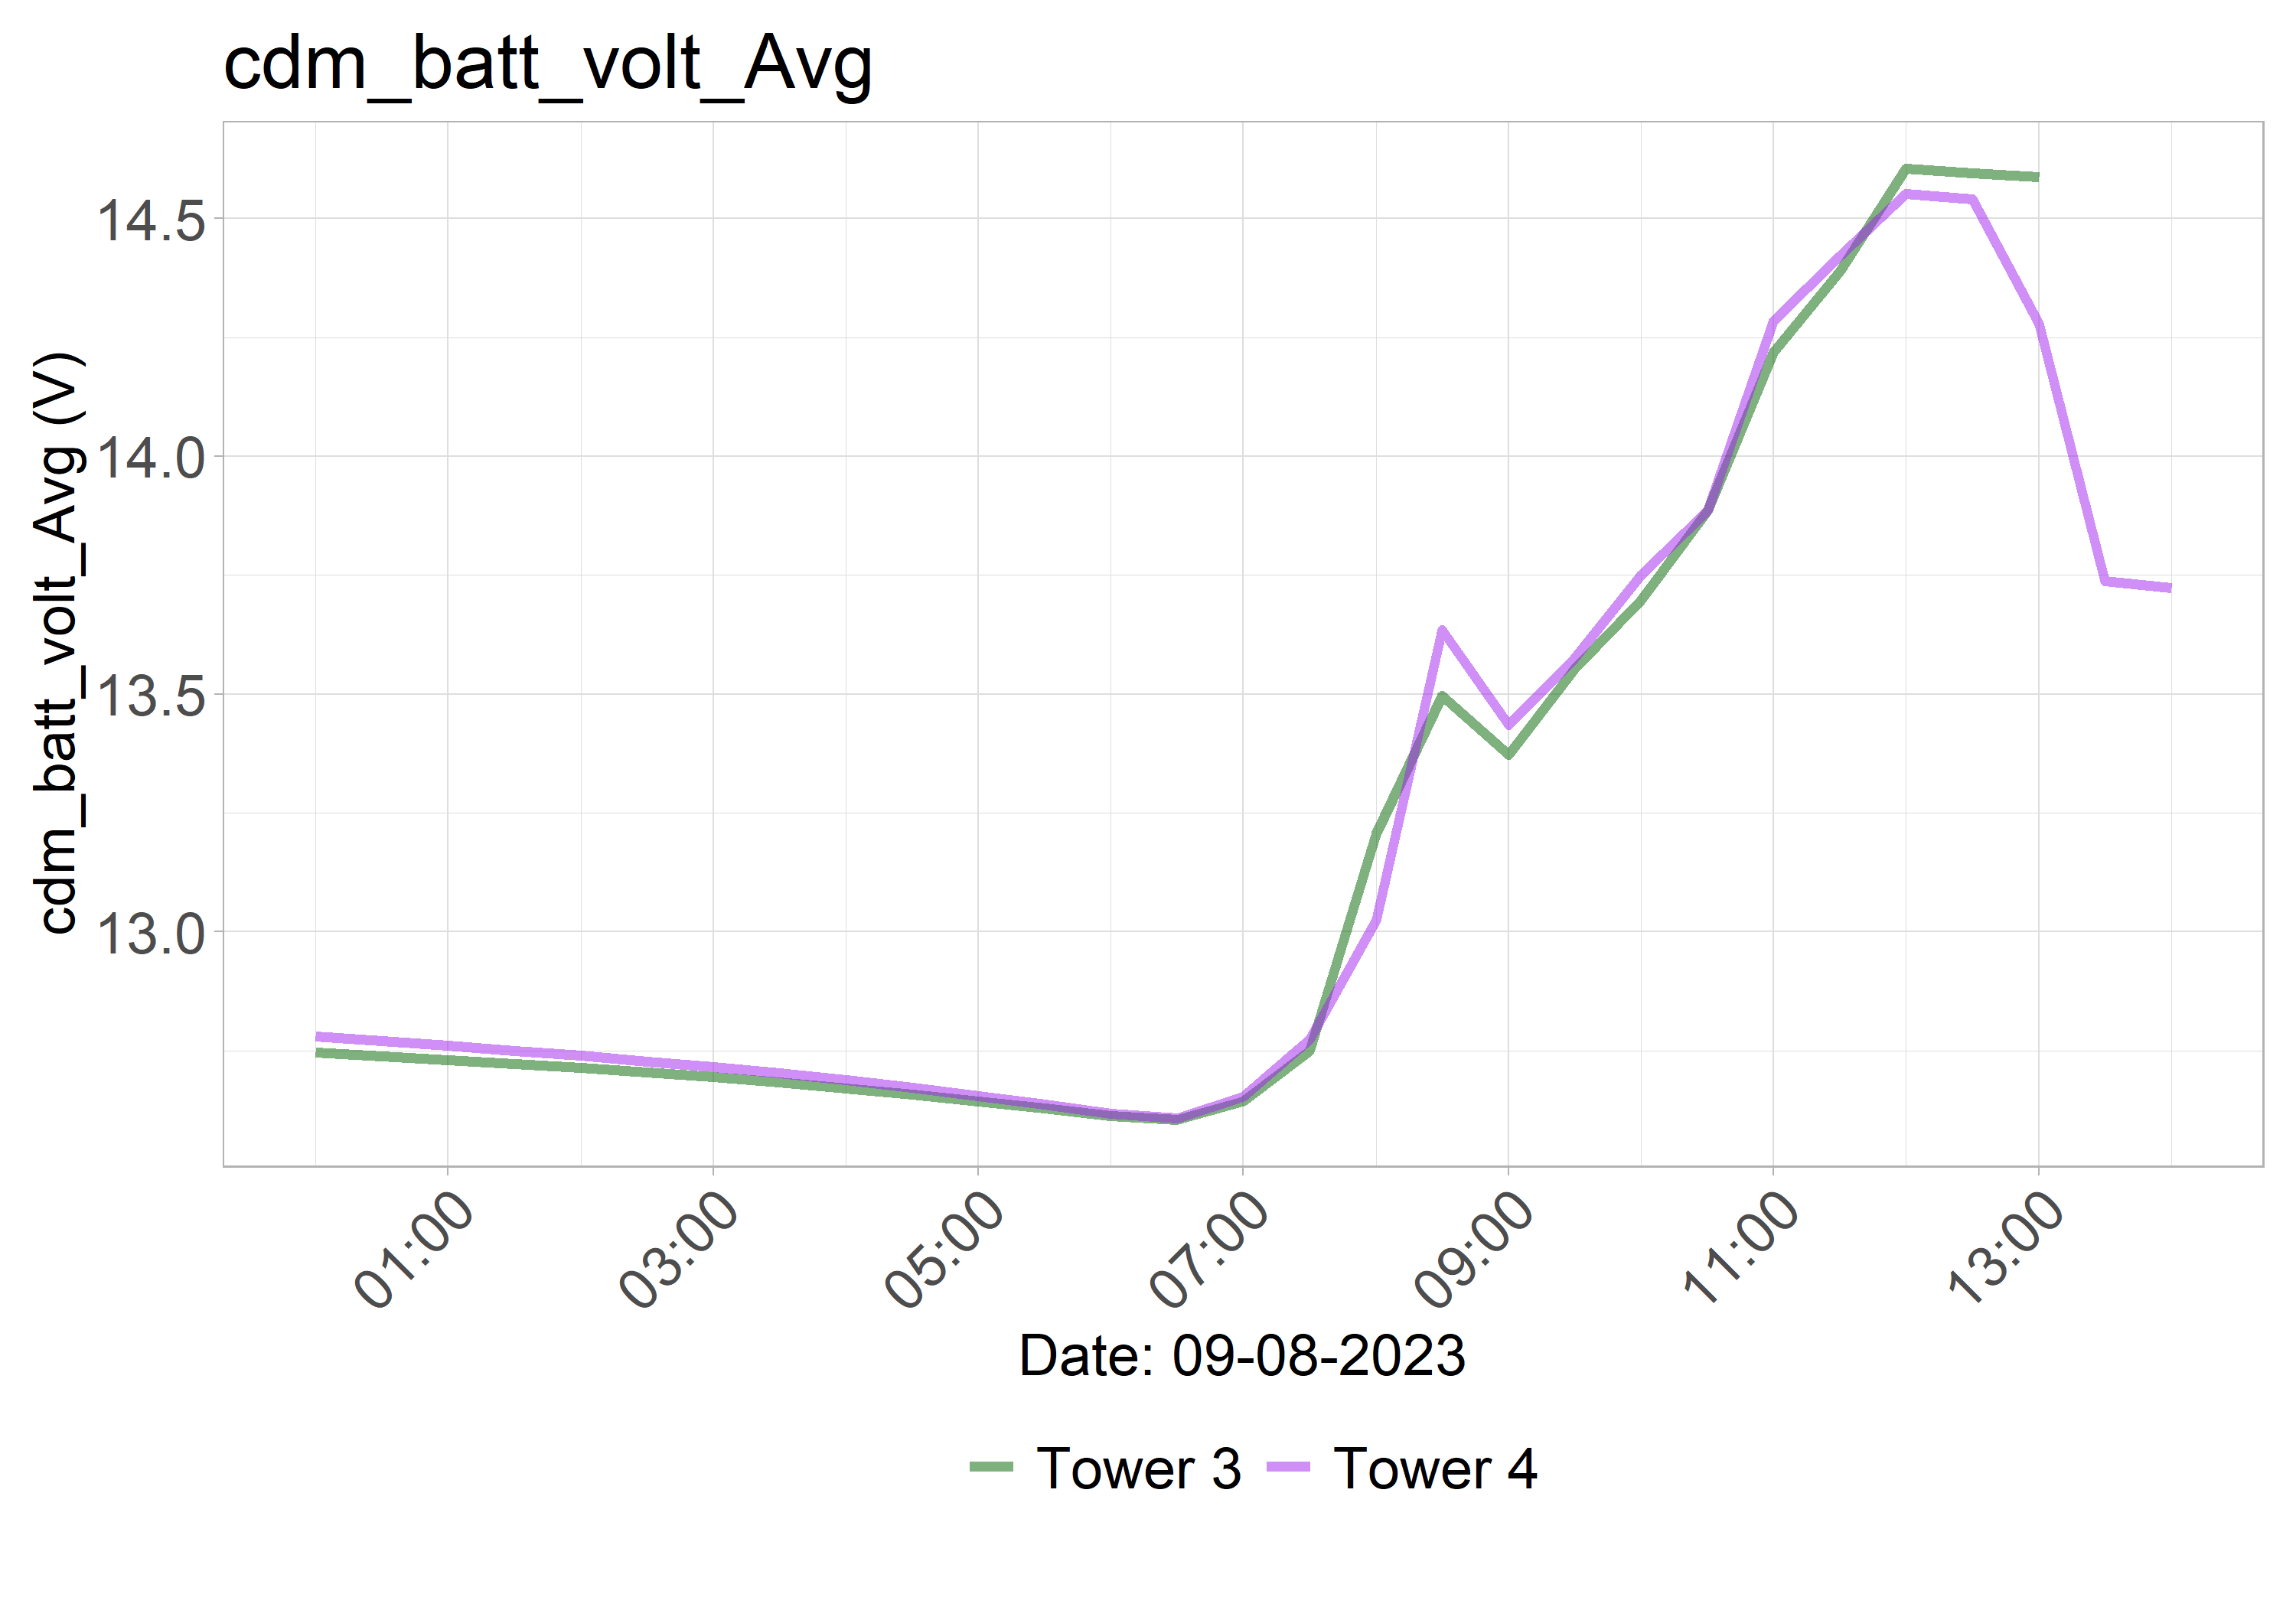 cdm_batt_volt_Avg
cdm_batt_volt_Avg (V)
14.5
14.0
13.5
13.0
01:00
03:00
05:00
07:00
09:00
11:00
13:00
Date: 09-08-2023
Tower 3
Tower 4